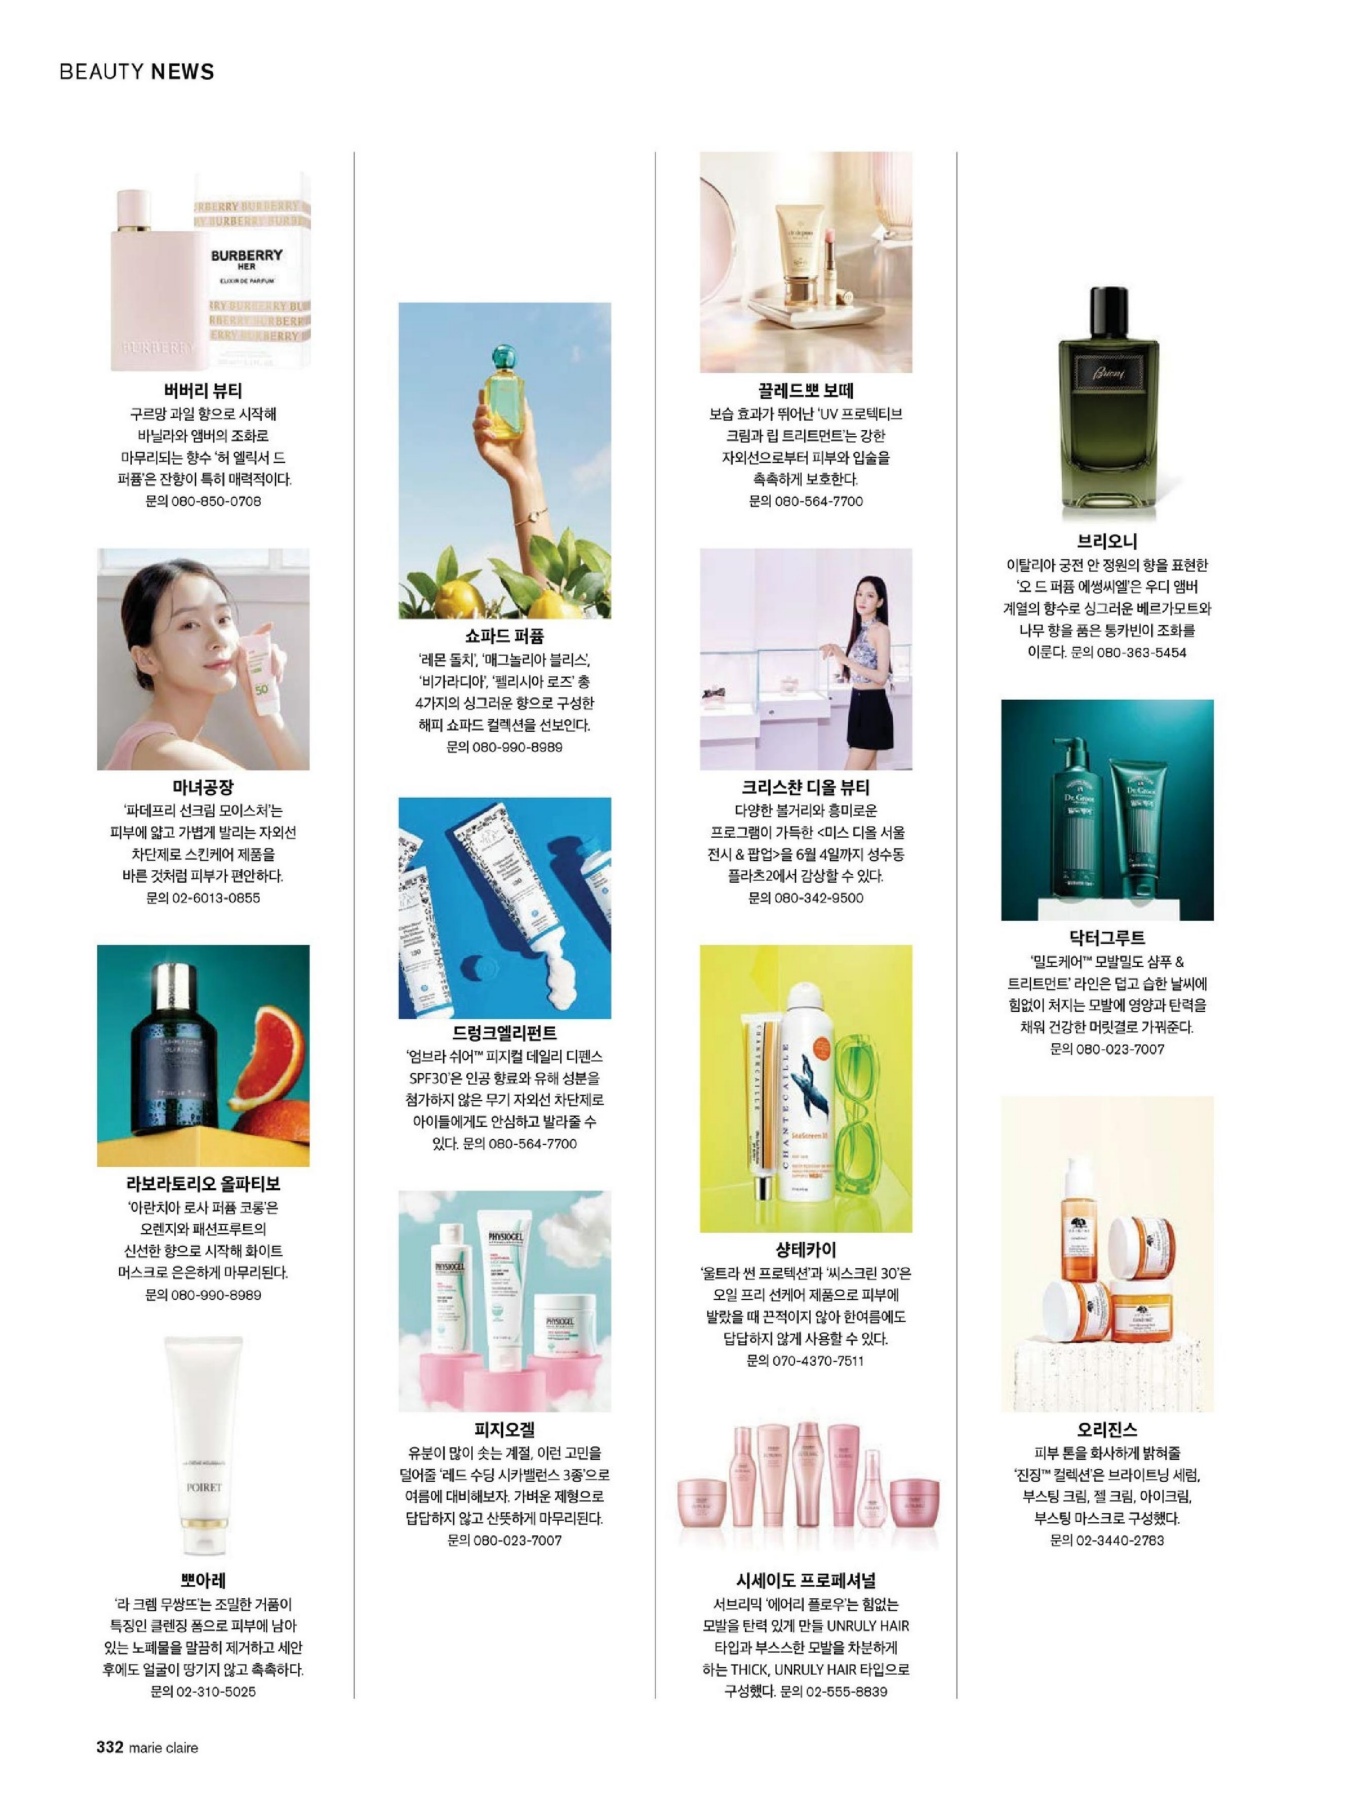 BEAUTY NEWS
BURBERRY BURBERRY
BURBERRY
HER
ELIXIR DE PARFUM
BURBERRY
버버리 뷰티
구르망 과일 향으로 시작해
바닐라와 앰버의 조화로
마무리되는 향수 ‘허 엘릭서 드
퍼퓸’은 잔향이 특히 매력적이다.
문의 080-850-0708
50
마녀공장
‘파데프리 선크림 모이스처’는
피부에 얇고 가볍게 발리는 자외선
차단제로 스킨케어 제품을
바른 것처럼 피부가 편안하다.
문의 02-6013-0855
라보라토리오 올파티보
‘아란치아 로사 퍼퓸 코롱’은
오렌지와 패션프루트의
신선한 향으로 시작해 화이트
머스크로 은은하게 마무리된다.
문의 080-990-8989
POIRET
뽀아레
‘라 크렘 무쌍뜨’는 조밀한 거품이
특징인 클렌징 폼으로 피부에 남아
있는 노폐물을 말끔히 제거하고 세안
후에도 얼굴이 땅기지 않고 촉촉하다.
문의 02-310-5025
쇼파드 퍼퓸
‘레몬 돌치’, ‘매그놀리아 블리스’,
‘비가라디아’, ‘펠리시아 로즈’ 총
4가지의 싱그러운 향으로 구성한
해피 쇼파드 컬렉션을 선보인다.
문의 080-990-8989
드렁크엘리펀트
‘엄브라 쉬어™ 피지컬 데일리 디펜스
SPF30’은 인공 향료와 유해 성분을
첨가하지 않은 무기 자외선 차단제로
아이들에게도 안심하고 발라줄 수
있다. 문의 080-564-7700
PHYSIOGEL
PHYSIOGEL
PHYSIOGEL
피지오겔
유분이 많이 솟는 계절, 이런 고민을
덜어줄 ‘레드 수딩 시카밸런스 3종’으로
여름에 대비해보자. 가벼운 제형으로
답답하지 않고 산뜻하게 마무리된다.
문의 080-023-7007
clé de peau
끌레드뽀 보떼
보습 효과가 뛰어난 ‘UV 프로텍티브
크림과 립 트리트먼트’는 강한
자외선으로부터 피부와 입술을
촉촉하게 보호한다.
문의 080-564-7700
크리스챤 디올 뷰티
다양한 볼거리와 흥미로운
프로그램이 가득한 <미스 디올 서울
전시 & 팝업>을 6월 4일까지 성수동
플라츠2에서 감상할 수 있다.
문의 080-342-9500
CHANTECAILLE
CHANTECAILLE
SeaScreen 30
샹테카이
‘울트라 썬 프로텍션’과 ‘씨스크린 30’은
오일 프리 선케어 제품으로 피부에
발랐을 때 끈적이지 않아 한여름에도
답답하지 않게 사용할 수 있다.
문의 070-4370-7511
시세이도 프로페셔널
서브리믹 ‘에어리 플로우’는 힘없는
모발을 탄력 있게 만들 UNRULY HAIR
타입과 부스스한 모발을 차분하게
하는 THICK, UNRULY HAIR 타입으로
구성했다. 문의 02-555-8839
Brioni
브리오니
이탈리아 궁전 안 정원의 향을 표현한
‘오 드 퍼퓸 에썽씨엘’은 우디 앰버
계열의 향수로 싱그러운 베르가모트와
나무 향을 품은 통카빈이 조화를
이룬다. 문의 080-363-5454
Dr.Groot
밀도케어
Dr.Groot
밀도케어
닥터그루트
‘밀도케어™ 모발밀도 샴푸 &
트리트먼트’ 라인은 덥고 습한 날씨에
힘없이 처지는 모발에 영양과 탄력을
채워 건강한 머릿결로 가꿔준다.
문의 080-023-7007
오리진스
피부 톤을 화사하게 밝혀줄
‘진징™ 컬렉션’은 브라이트닝 세럼,
부스팅 크림, 젤 크림, 아이크림,
부스팅 마스크로 구성했다.
문의 02-3440-2783
332 marie claire